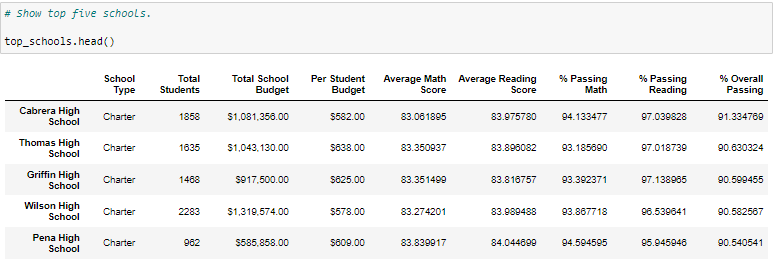 # Show top five schools.
top_schools.head()
School Type Total Students Total School Budget Per Student Budget Average Math Score Average Reading Score % Passing Math % Passing Reading % Overall Passing
Cabrera High School Charter 1858 $1,081,356.00 $582.00 83.061895 83.975780 94.133477 97.039828 91.334769
Thomas High School Charter 1635 $1,043,130.00 $638.00 83.350937 83.896082 93.185690 97.018739 90.630324
Griffin High School Charter 1468 $917,500.00 $625.00 83.351499 83.816757 93.392371 97.138965 90.599455
Wilson High School Charter 2283 $1,319,574.00 $578.00 83.274201 83.989488 93.867718 96.539641 90.582567
Pena High School Charter 962 $585,858.00 $609.00 83.839917 84.044699 94.594595 95.945946 90.540541